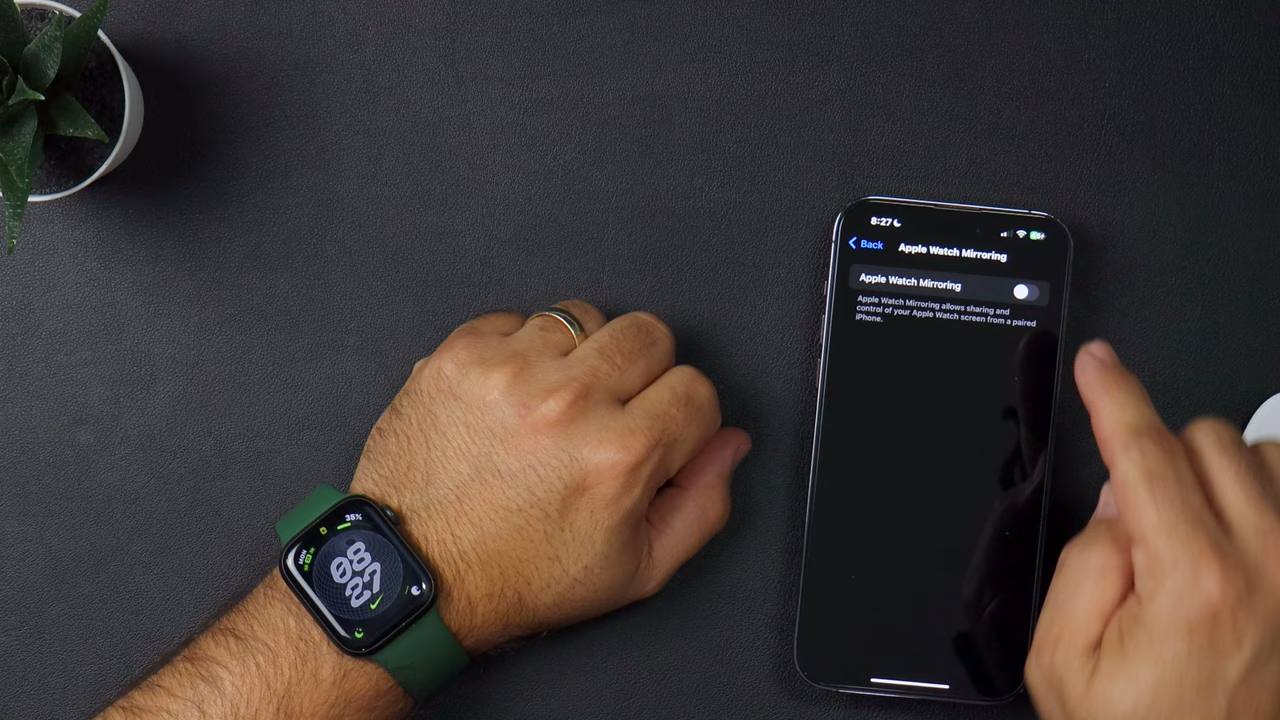 8:27
Back
Apple Watch Mirroring
Apple Watch Mirroring
Apple Watch Mirroring allows sharing and
control of your Apple Watch screen from a paired
iPhone.
35%
MON
08
27